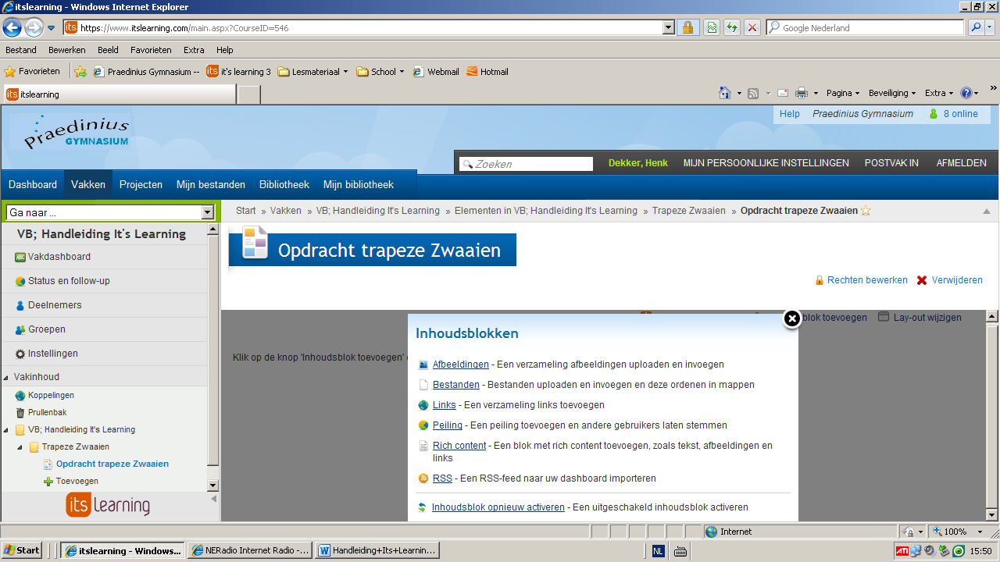 itslearning - Windows Internet Explorer
https://www.itslearning.com/main.aspx?CourseID=546
Google Nederland
Bestand Bewerken Beeld Favorieten Extra Help
Favorieten Praedinius Gymnasium -- it's learning 3 Lesmateriaal School Webmail Hotmail
itslearning
Pagina Beveiliging Extra
Help Praedinius Gymnasium 8 online
Praedinius
GYMNASIUM
Zoeken Dekker, Henk MIJN PERSOONLIJKE INSTELLINGEN POSTVAK IN AFMELDEN
Dashboard Vakken Projecten Mijn bestanden Bibliotheek Mijn bibliotheek
Ga naar ...
Start » Vakken » VB; Handleiding It's Learning » Elementen in VB; Handleiding It's Learning » Trapeze Zwaaien » Opdracht trapeze Zwaaien
VB; Handleiding It's Learning
Vakdashboard
Status en follow-up
Deelnemers
Groepen
Instellingen
Vakinhoud
Koppelingen
Prullenbak
VB; Handleiding It's Learning
Trapeze Zwaaien
Opdracht trapeze Zwaaien
Toevoegen
its learning
Opdracht trapeze Zwaaien
Rechten bewerken Verwijderen
blok toevoegen Lay-out wijzigen
Klik op de knop 'Inhoudsblok toevoegen'
Inhoudsblokken
Afbeeldingen - Een verzameling afbeeldingen uploaden en invoegen
Bestanden - Bestanden uploaden en invoegen en deze ordenen in mappen
Links - Een verzameling links toevoegen
Peiling - Een peiling toevoegen en andere gebruikers laten stemmen
Rich content - Een blok met rich content toevoegen, zoals tekst, afbeeldingen en
links
RSS - Een RSS-feed naar uw dashboard importeren
Inhoudsblok opnieuw activeren - Een uitgeschakeld inhoudsblok activeren
Internet 100%
Start itslearning - Windows... NERadio Internet Radio -... Handleiding+Its+Learnin... NL ATI 15:50